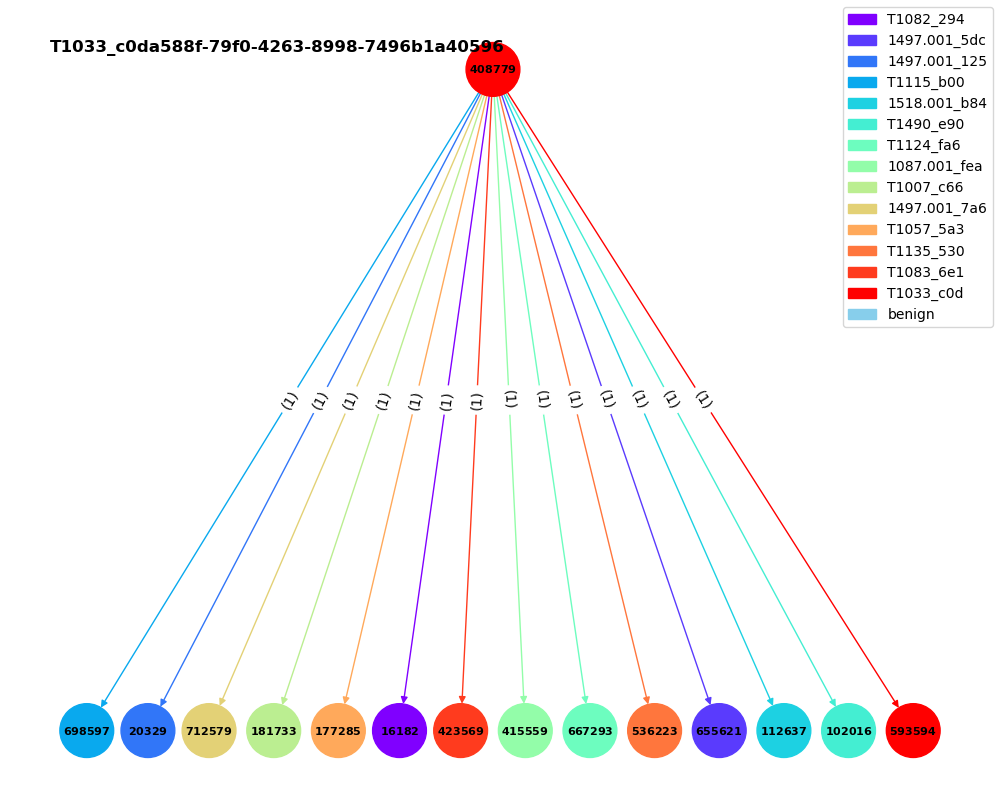 T1033_c0da588f-79f0-4263-8998-7496b1a40596
408779
T1082_294
1497.001_5dc
1497.001_125
T1115_b00
1518.001_b84
T1490_e90
T1124_fa6
1087.001_fea
T1007_c66
1497.001_7a6
T1057_5a3
T1135_530
T1083_6e1
T1033_c0d
benign
(1) (1) (1) (1) (1) (1) (1) (1) (1) (1) (1) (1) (1) (1)
698597 20329 712579 181733 177285 16182 423569 415559 667293 536223 655621 112637 102016 593594